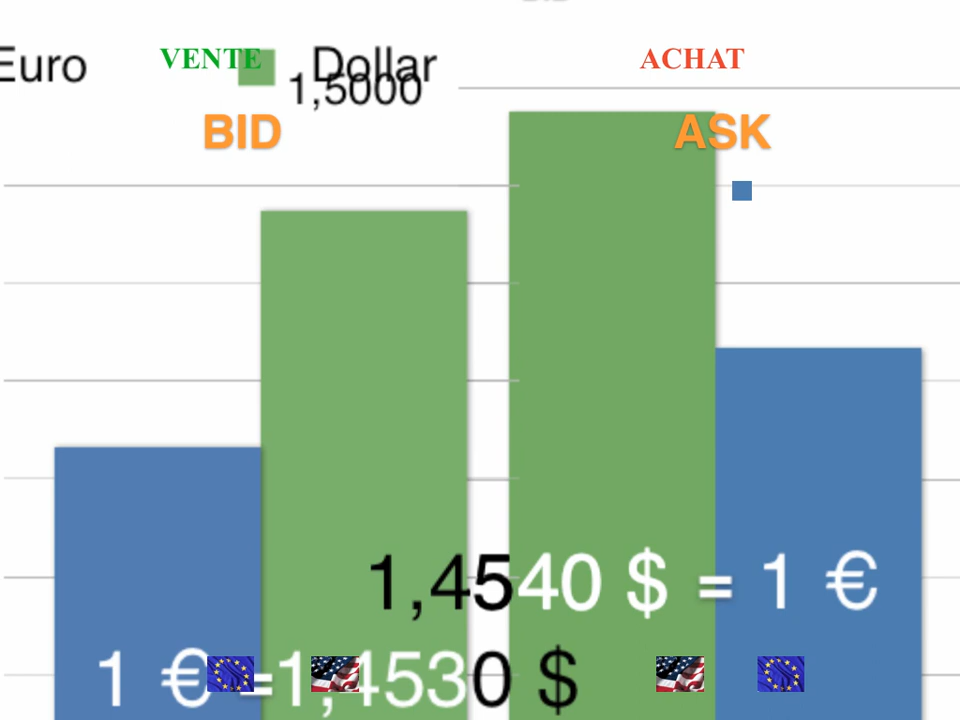 Euro
VENTE
Dollar
ACHAT
1,5000
BID
ASK
1,4540 $ = 1 €
1 € = 1,4530 $